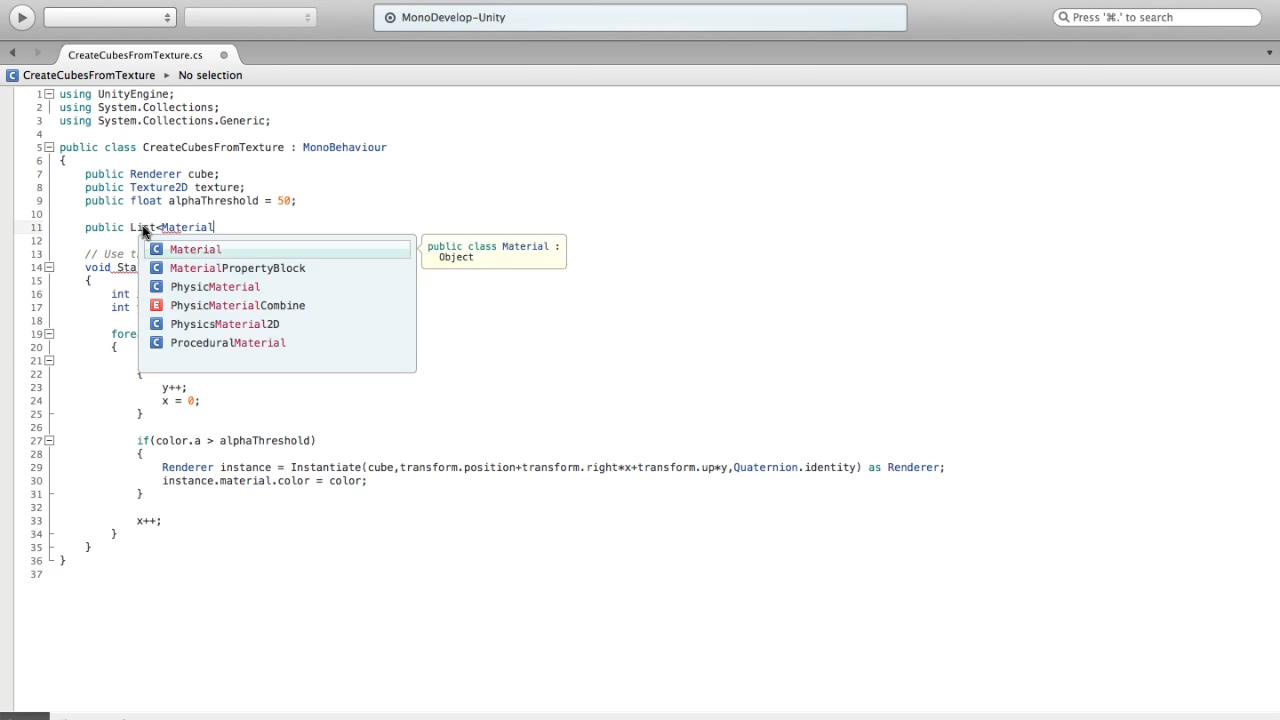 MonoDevelop-Unity
Press '⌘.' to search
CreateCubesFromTexture.cs
CreateCubesFromTexture ▸ No selection
1 using UnityEngine;
2 using System.Collections;
3 using System.Collections.Generic;
4
5 public class CreateCubesFromTexture : MonoBehaviour
6 {
7 public Renderer cube;
8 public Texture2D texture;
9 public float alphaThreshold = 50;
10
11 public List<Material
12
Material
public class Material :
Object
13 // Use t
14 void Sta
MaterialPropertyBlock
15 {
PhysicMaterial
16 int
17 int
PhysicMaterialCombine
18
PhysicsMaterial2D
19 fore
20 {
ProceduralMaterial
21
22 {
23 y++;
24 x = 0;
25 }
26
27 if(color.a > alphaThreshold)
28 {
29 Renderer instance = Instantiate(cube,transform.position+transform.right*x+transform.up*y,Quaternion.identity) as Renderer;
30 instance.material.color = color;
31 }
32
33 x++;
34 }
35 }
36 }
37